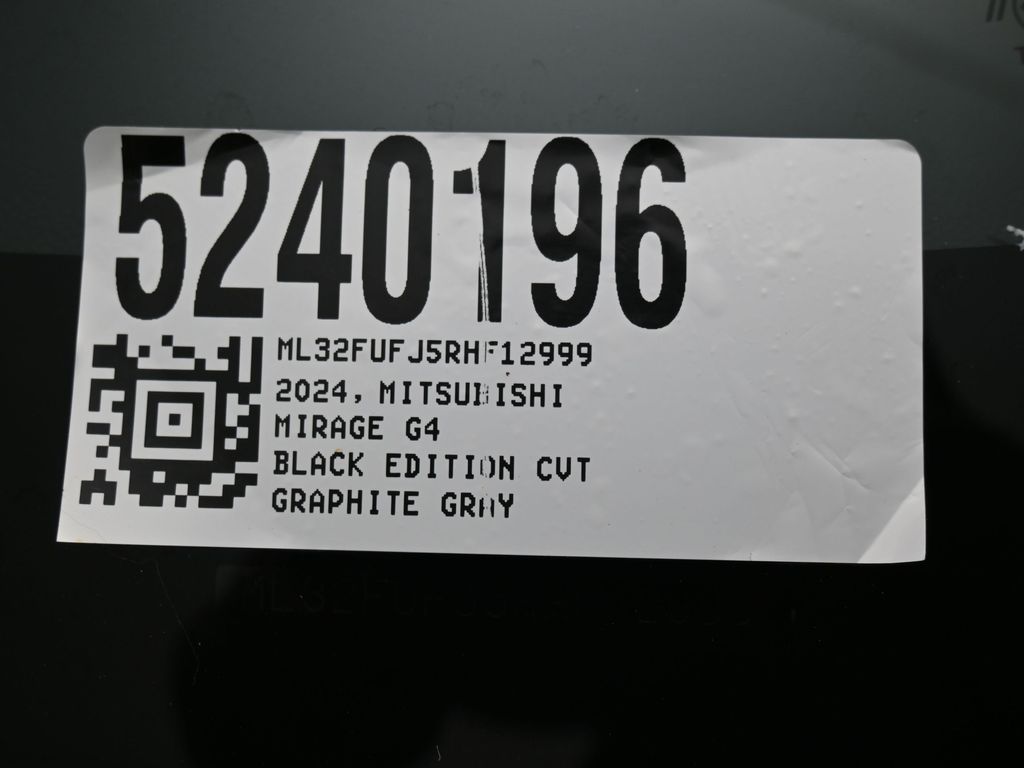 5240196
ML32FUFJ5RHF12999
2024, MITSUBISHI
MIRAGE G4
BLACK EDITION CVT
GRAPHITE GRAY